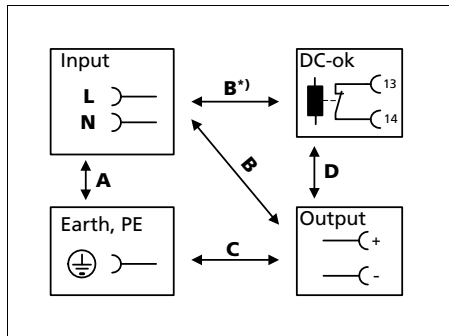 Input
DC-ok
L
N
B*)
13
14
A
B
D
Earth, PE
Output
C
+
-